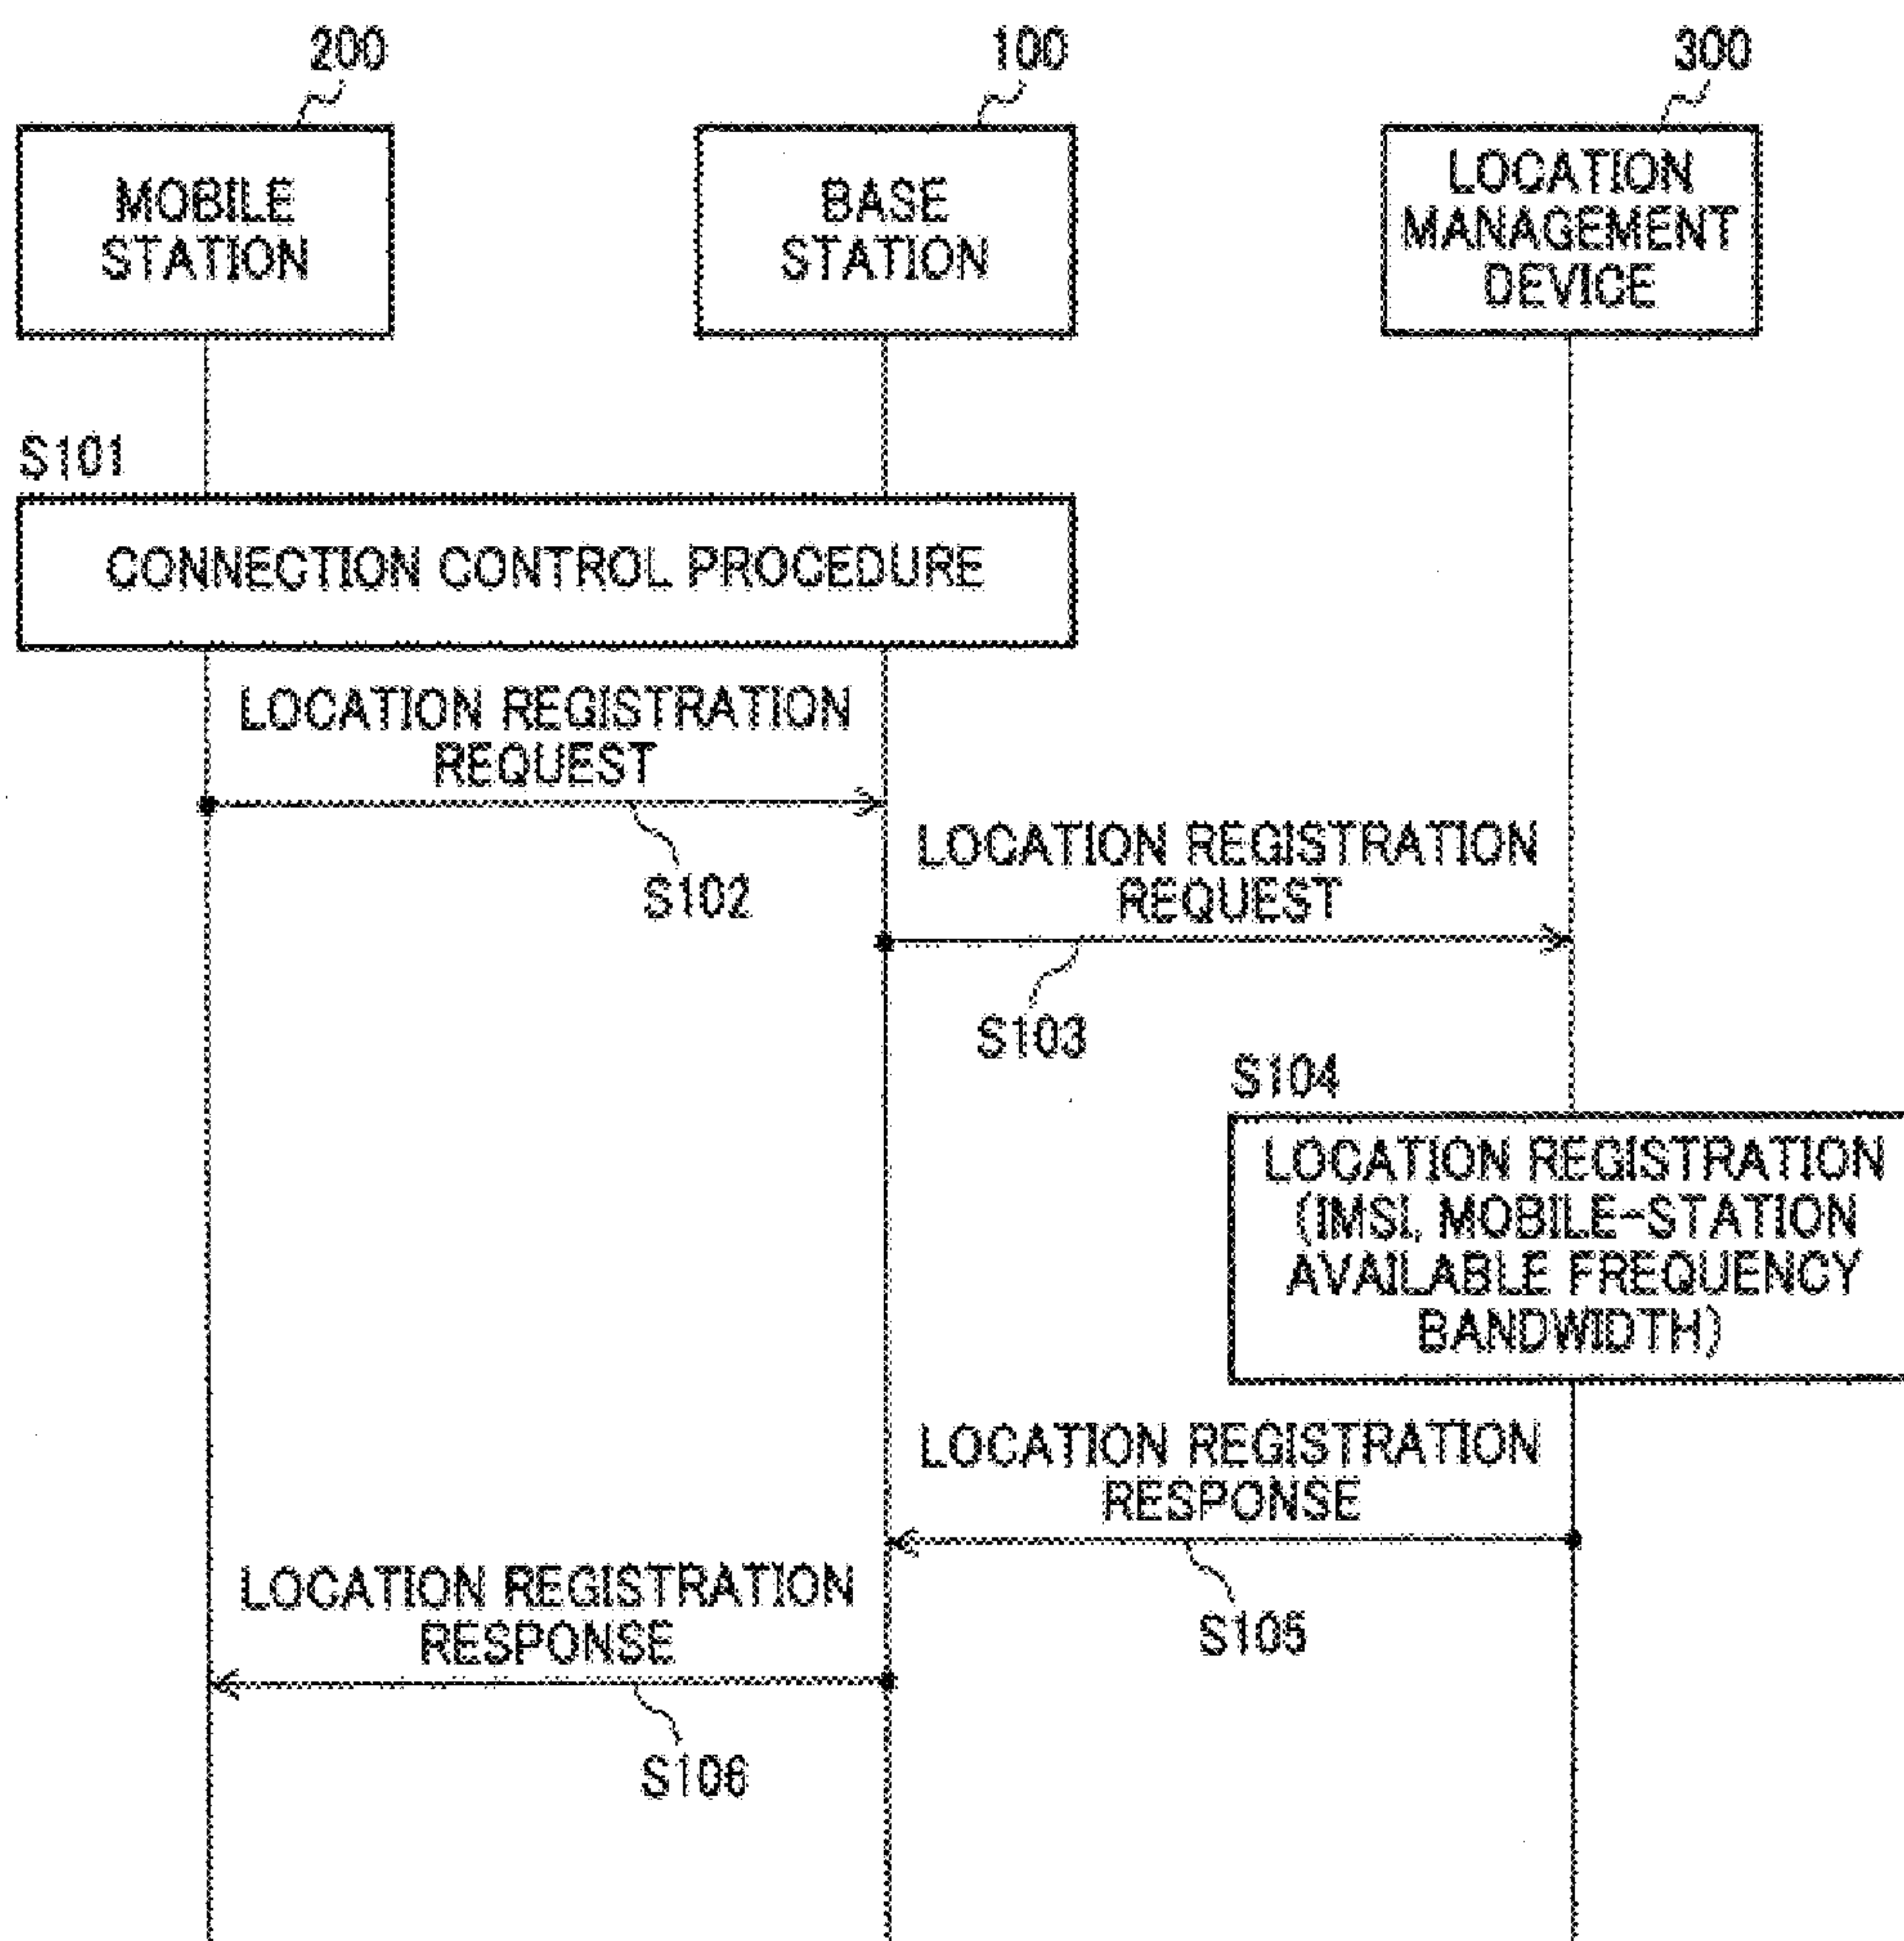 200
100
300
MOBILE
STATION
BASE
STATION
LOCATION
MANAGEMENT
DEVICE
S101
CONNECTION CONTROL PROCEDURE
LOCATION REGISTRATION
REQUEST
S102
LOCATION REGISTRATION
REQUEST
S103
S104
LOCATION REGISTRATION
(IMSI, MOBILE-STATION
AVAILABLE FREQUENCY
BANDWIDTH)
LOCATION REGISTRATION
RESPONSE
S105
LOCATION REGISTRATION
RESPONSE
S106